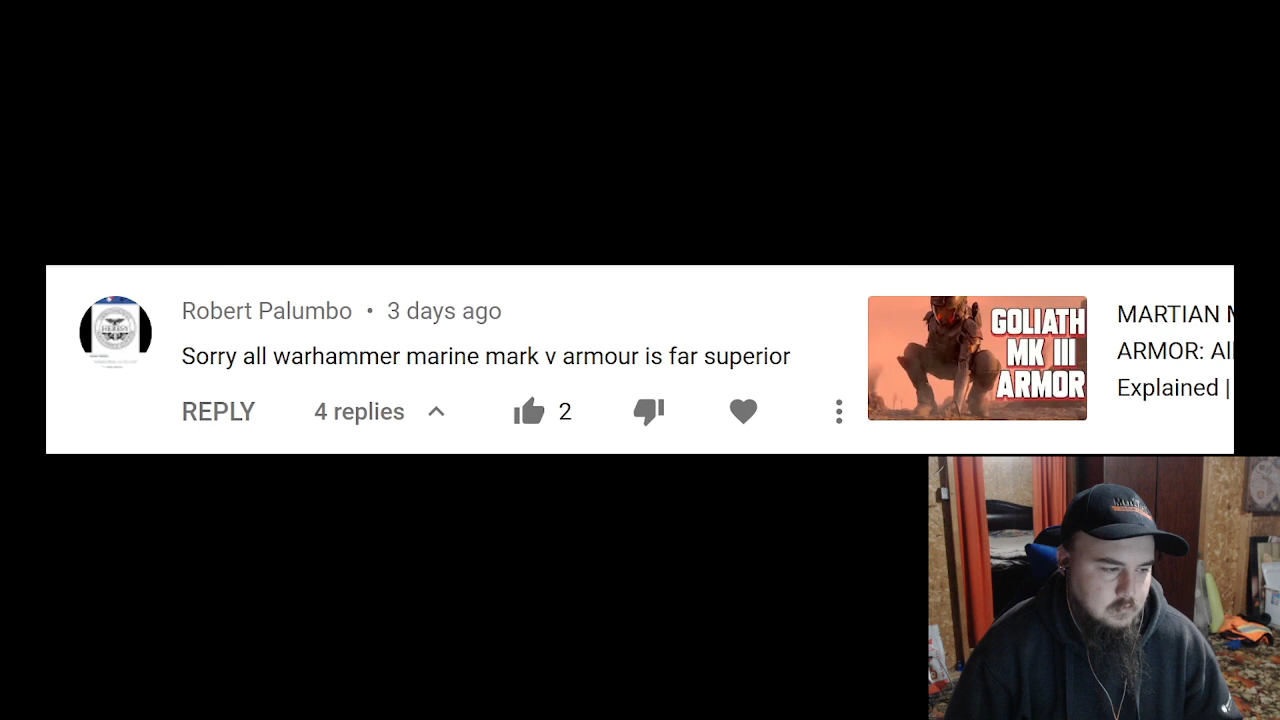 Robert Palumbo • 3 days ago
Sorry all warhammer marine mark v armour is far superior
REPLY 4 replies 2
GOLIATH
MK III
ARMOR
MARTIAN
ARMOR:
Explained |